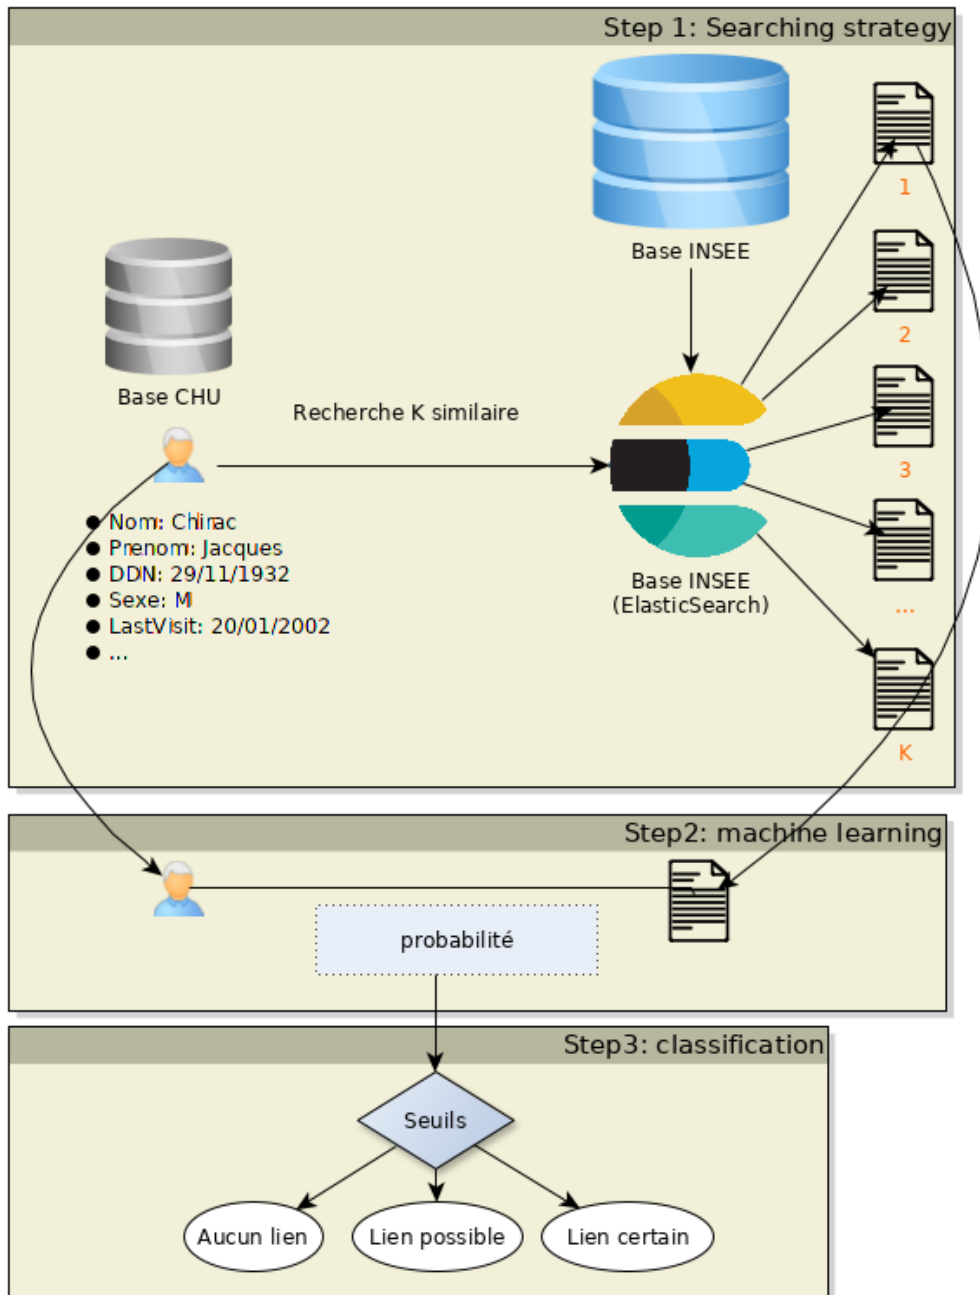 Step 1: Searching strategy
1
Base INSEE
2
Base CHU
Recherche K similaire
3
● Nom: Chirac
● Prenom: Jacques
● DDN: 29/11/1932
● Sexe: M
● LastVisit: 20/01/2002
● ...
Base INSEE
(ElasticSearch)
...
K
Step2: machine learning
probabilité
Step3: classification
Seuils
Aucun lien
Lien possible
Lien certain